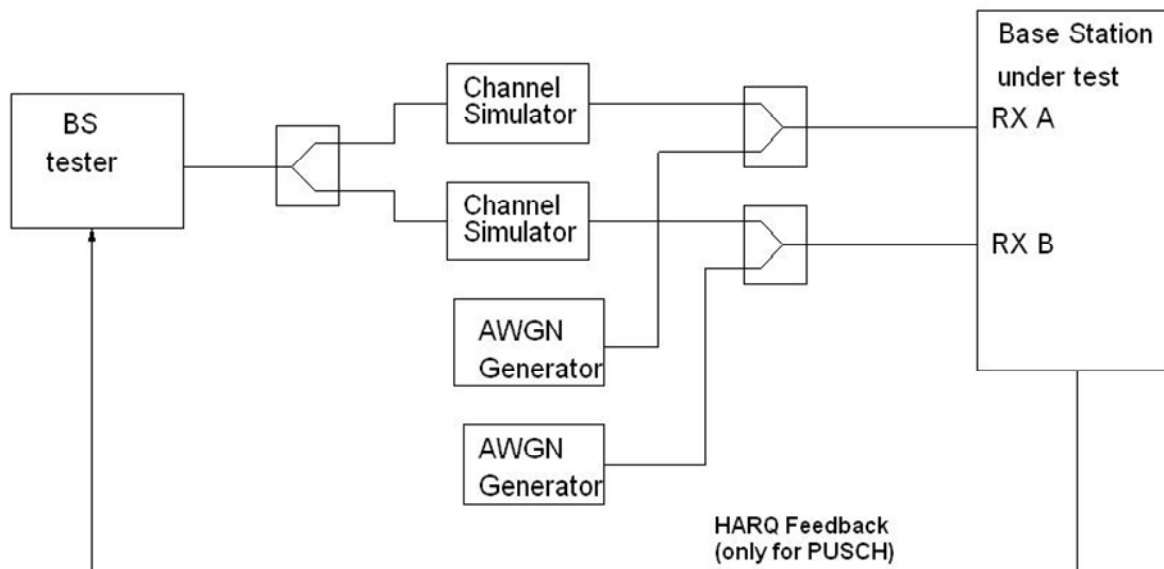 BS
tester
Channel
Simulator
Channel
Simulator
AWGN
Generator
AWGN
Generator
Base Station
under test
RX A
RX B
HARQ Feedback
(only for PUSCH)